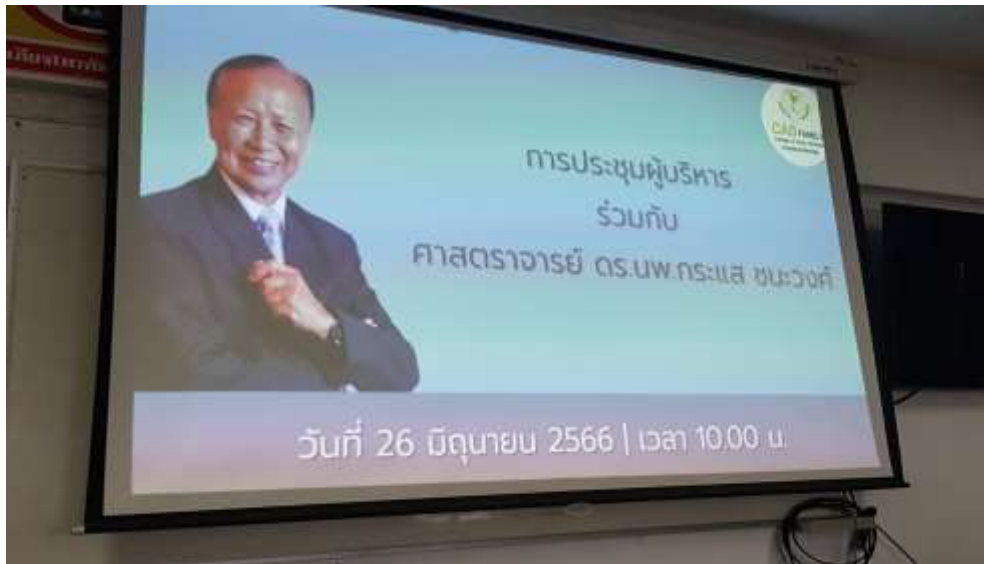 การประชุมผู้บริหาร
ร่วมกับ
ศาสตราจารย์ ดร.นพ.กระแส ชนะวงศ์
วันที่ 26 มิถุนายน 2566 | เวลา 10.00 น.
CAD FAMILY